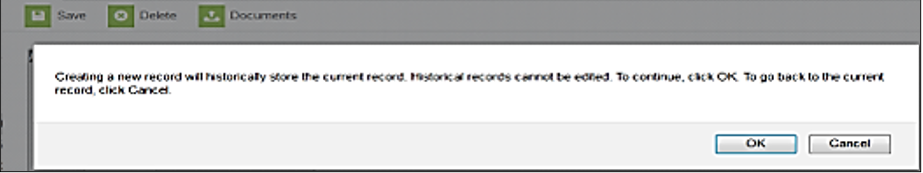 Save Delete Documents
Creating a new record will historically store the current record. Historical records cannot be edited. To continue, click OK. To go back to the current
record, click Cancel.
OK Cancel